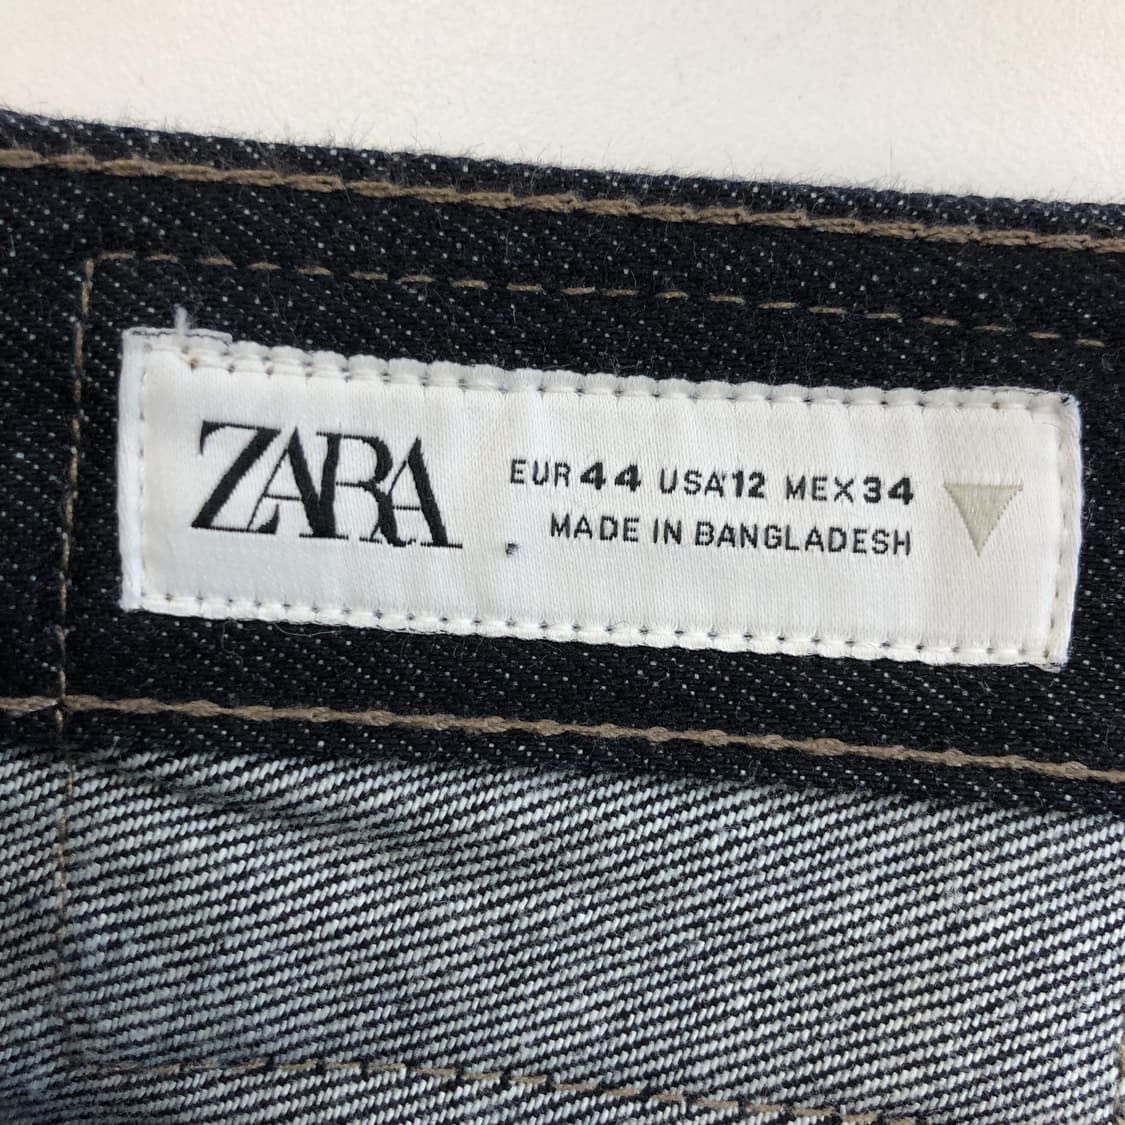 ZARA
EUR 44 USA 12 MEX 34
MADE IN BANGLADESH